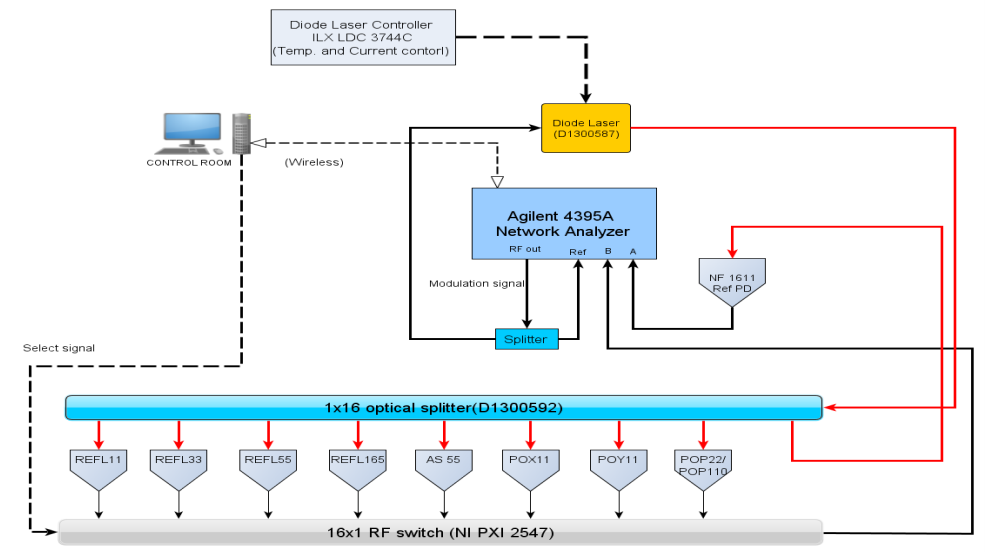 Diode Laser Controller
ILX LDC 3744C
(Temp. and Current contorl)
Diode Laser
(D1300587)
CONTROL ROOM
(Wireless)
Agilent 4395A
Network Analyzer
RF out
Ref
B
A
NF 1611
Ref PD
Modulation signal
Splitter
Select signal
1x16 optical splitter(D1300592)
REFL11
REFL33
REFL55
REFL165
AS 55
POX11
POY11
POP22/
POP110
16x1 RF switch (NI PXI 2547)